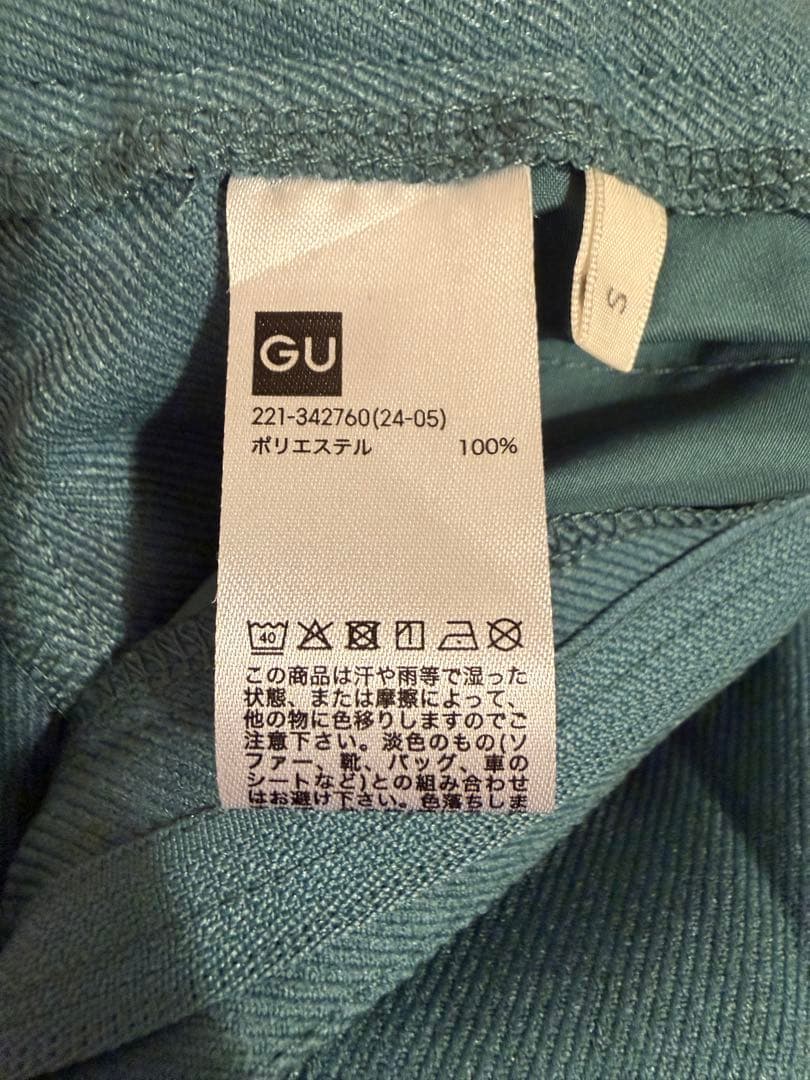 GU
221-342760(24-05)
ポリエステル 100%
40
この商品は汗や雨等で湿った
状態、または摩擦によって、
他の物に色移りしますのでご
注意下さい。淡色のもの(ソ
ファー、靴、バッグ、車の
シートなど)との組み合わせ
はお避け下さい。色落ちしま
S